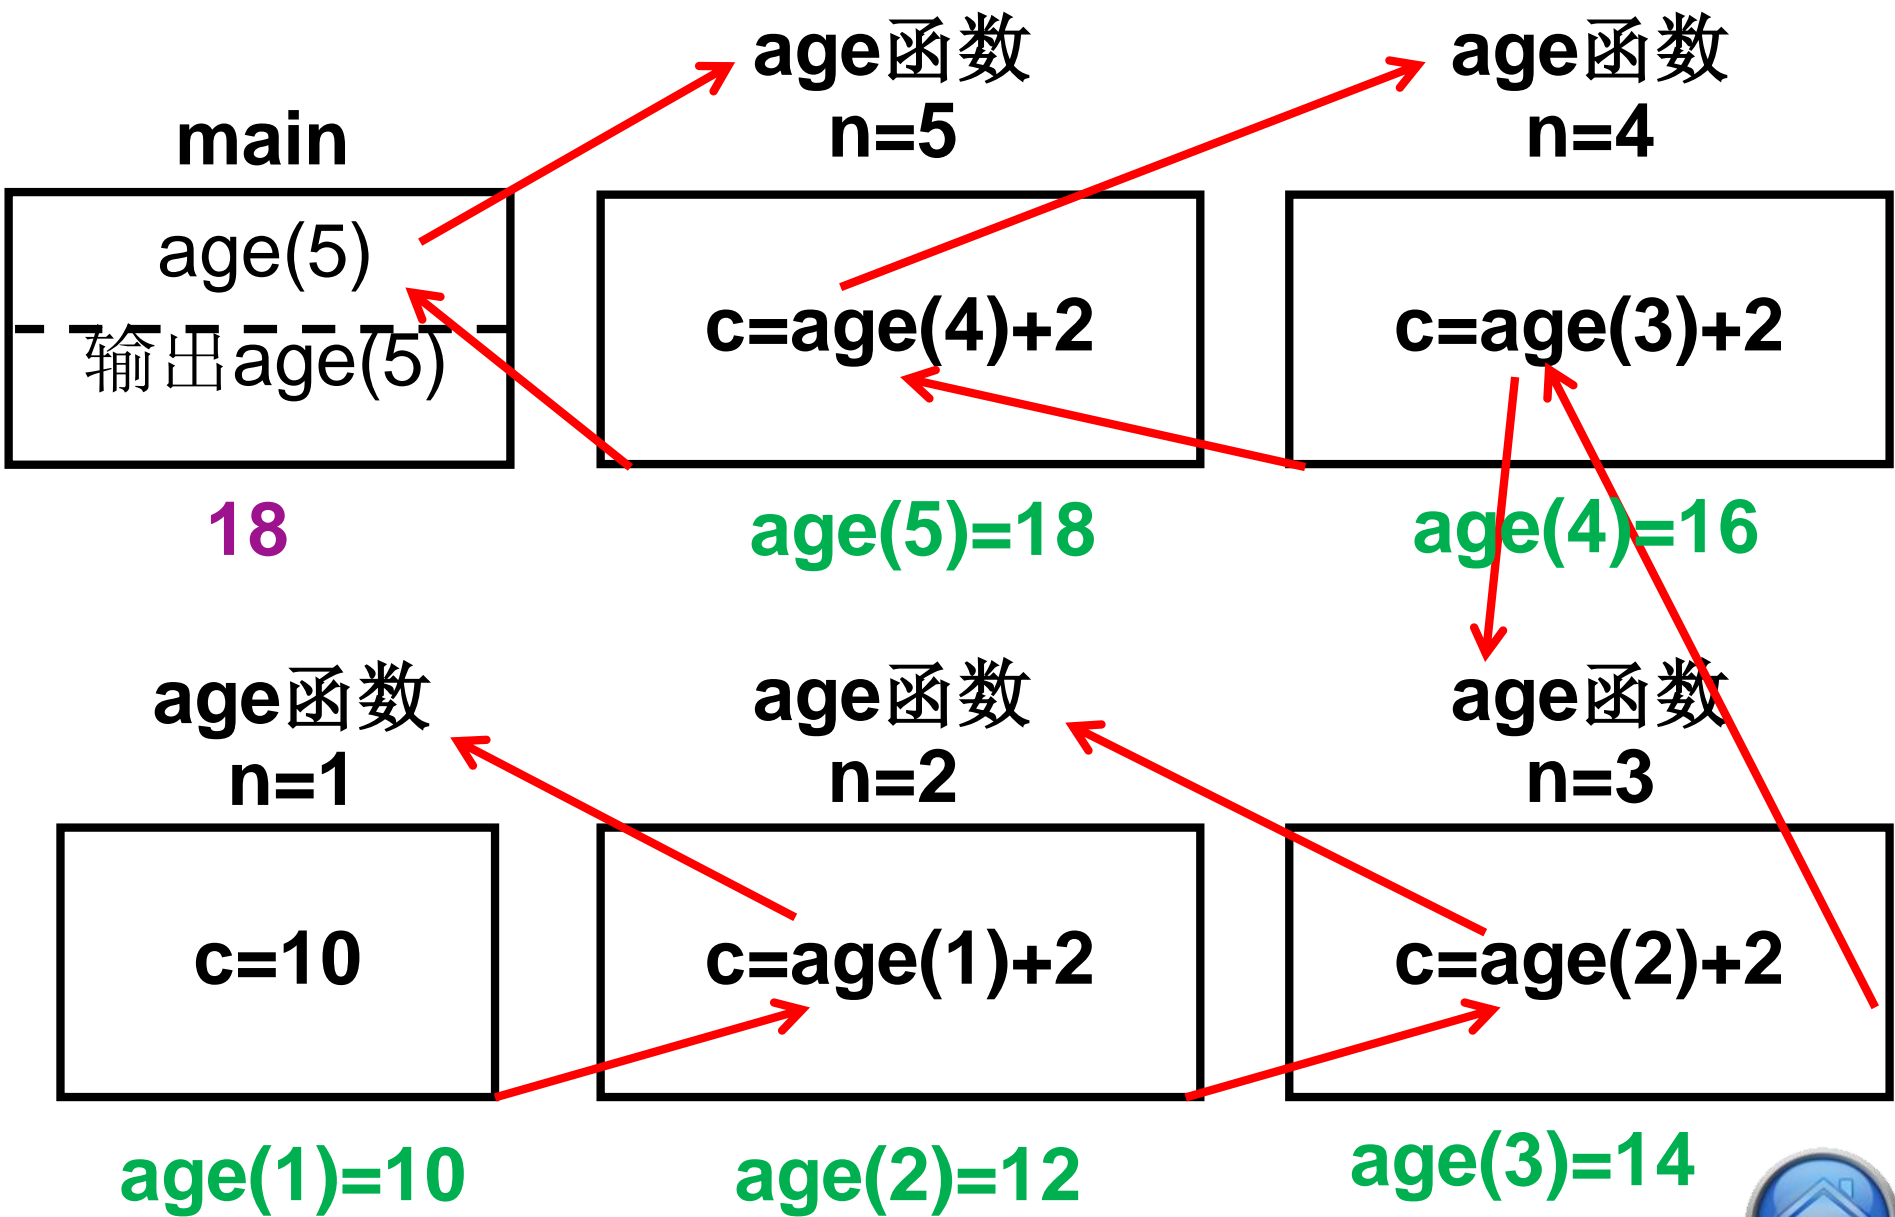 main
age(5)
输出age(5)
18
age函数
n=5
c=age(4)+2
age(5)=18
age函数
n=4
c=age(3)+2
age(4)=16
age函数
n=1
c=10
age(1)=10
age函数
n=2
c=age(1)+2
age(2)=12
age函数
n=3
c=age(2)+2
age(3)=14